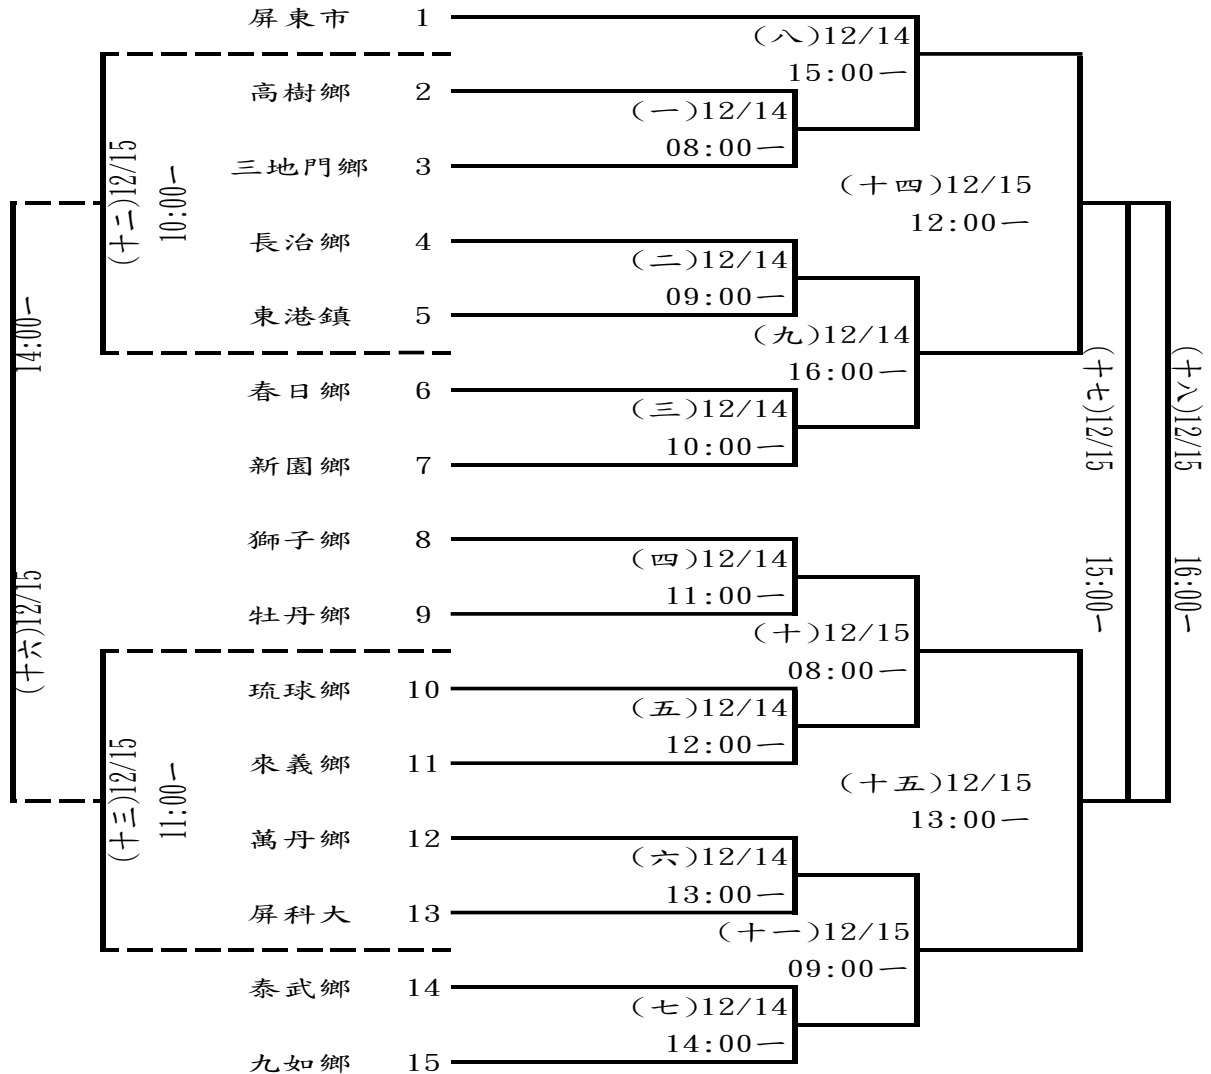 屏東市 1
(八)12/14
15:00一
高樹鄉 2
(一)12/14
08:00一
三地門鄉 3
(十四)12/15
12:00一
(十二)12/15
10:00一
長治鄉 4
(二)12/14
09:00一
東港鎮 5
(九)12/14
16:00一
春日鄉 6
(三)12/14
10:00一
新園鄉 7
(十六)12/15
14:00一
(十七)12/15
15:00一
(十八)12/15
16:00一
獅子鄉 8
(四)12/14
11:00一
牡丹鄉 9
(十)12/15
08:00一
琉球鄉 10
(五)12/14
12:00一
來義鄉 11
(十五)12/15
13:00一
(十三)12/15
11:00一
萬丹鄉 12
(六)12/14
13:00一
屏科大 13
(十一)12/15
09:00一
泰武鄉 14
(七)12/14
14:00一
九如鄉 15